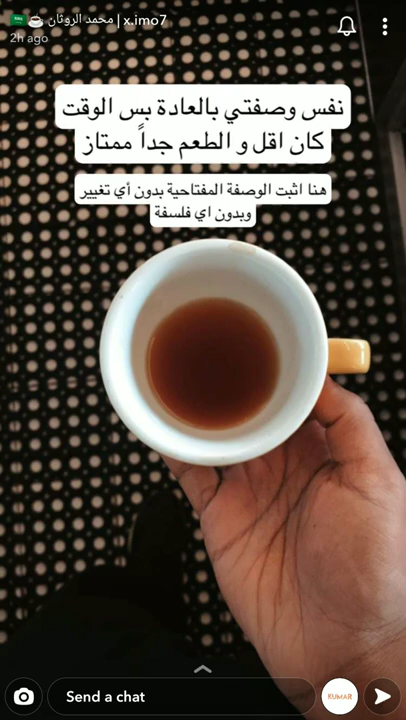 محمد الروثان ☕🇸🇦 | x.imo7
2h ago
نفس وصفتي بالعادة بس الوقت
كان اقل و الطعم جداً ممتاز
هنا اثبت الوصفة المفتاحية بدون أي تغيير
وبدون اي فلسفة
Send a chat
KUMAR